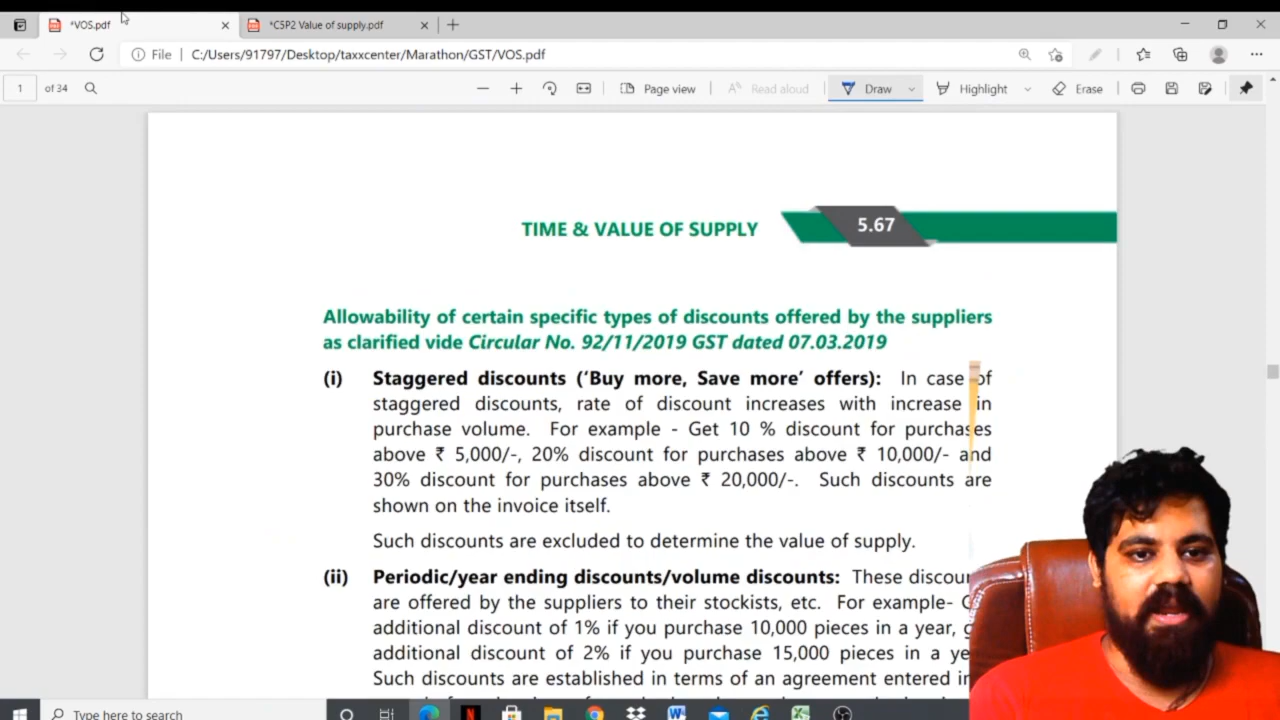 *VOS.pdf
*C5P2 Value of supply.pdf
File
C:/Users/91797/Desktop/taxxcenter/Marathon/GST/VOS.pdf
1 of 34
Page view
Read aloud
Draw
Highlight
Erase
TIME & VALUE OF SUPPLY
5.67
Allowability of certain specific types of discounts offered by the suppliers
as clarified vide Circular No. 92/11/2019 GST dated 07.03.2019
(i) Staggered discounts (‘Buy more, Save more’ offers): In case of
staggered discounts, rate of discount increases with increase in
purchase volume. For example - Get 10 % discount for purchases
above ₹ 5,000/-, 20% discount for purchases above ₹ 10,000/- and
30% discount for purchases above ₹ 20,000/-. Such discounts are
shown on the invoice itself.
Such discounts are excluded to determine the value of supply.
(ii) Periodic/year ending discounts/volume discounts: These
are offered by the suppliers to their stockists, etc. For example-
additional discount of 1% if you purchase 10,000 pieces in a year,
additional discount of 2% if you purchase 15,000 pieces in a
Such discounts are established in terms of an agreement entered
Type here to search